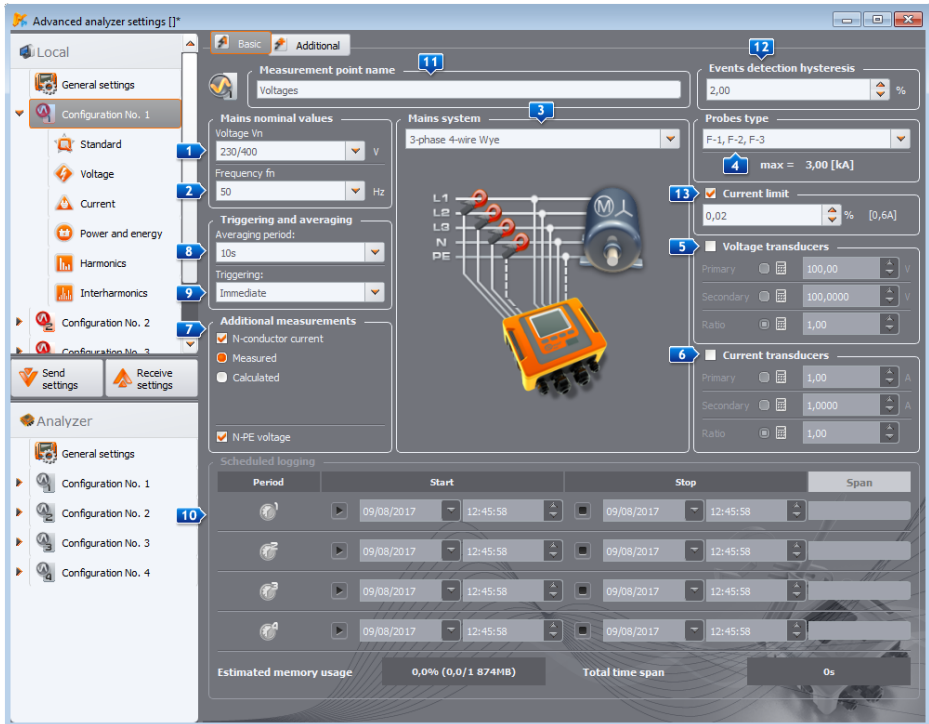 Advanced analyzer settings []*
Local
General settings
Configuration No. 1
Standard
Voltage
Current
Power and energy
Harmonics
Interharmonics
Configuration No. 2
Configuration No. 3
Send settings
Receive settings
Analyzer
General settings
Configuration No. 1
Configuration No. 2
Configuration No. 3
Configuration No. 4
Basic
Additional
11
Measurement point name
Voltages
12
Events detection hysteresis
2,00 %
Mains nominal values
Voltage Vn
1 230/400 V
Frequency fn
2 50 Hz
3
Mains system
3-phase 4-wire Wye
L1
L2
L3
N
PE
M
Probes type
F-1, F-2, F-3
4 max = 3,00 [kA]
Triggering and averaging
Averaging period:
8 10s
Triggering:
9 Immediate
13 Current limit
0,02 % [0,6A]
5 Voltage transducers
Primary 100,00 V
Secondary 100,0000 V
Ratio 1,00
7 Additional measurements
N-conductor current
Measured
Calculated
N-PE voltage
6 Current transducers
Primary 1,00 A
Secondary 1,0000 A
Ratio 1,00
Scheduled logging
Period Start Stop Span
10 1 09/08/2017 12:45:58 09/08/2017 12:45:58
2 09/08/2017 12:45:58 09/08/2017 12:45:58
3 09/08/2017 12:45:58 09/08/2017 12:45:58
4 09/08/2017 12:45:58 09/08/2017 12:45:58
Estimated memory usage 0,0% (0,0/1 874MB) Total time span 0s